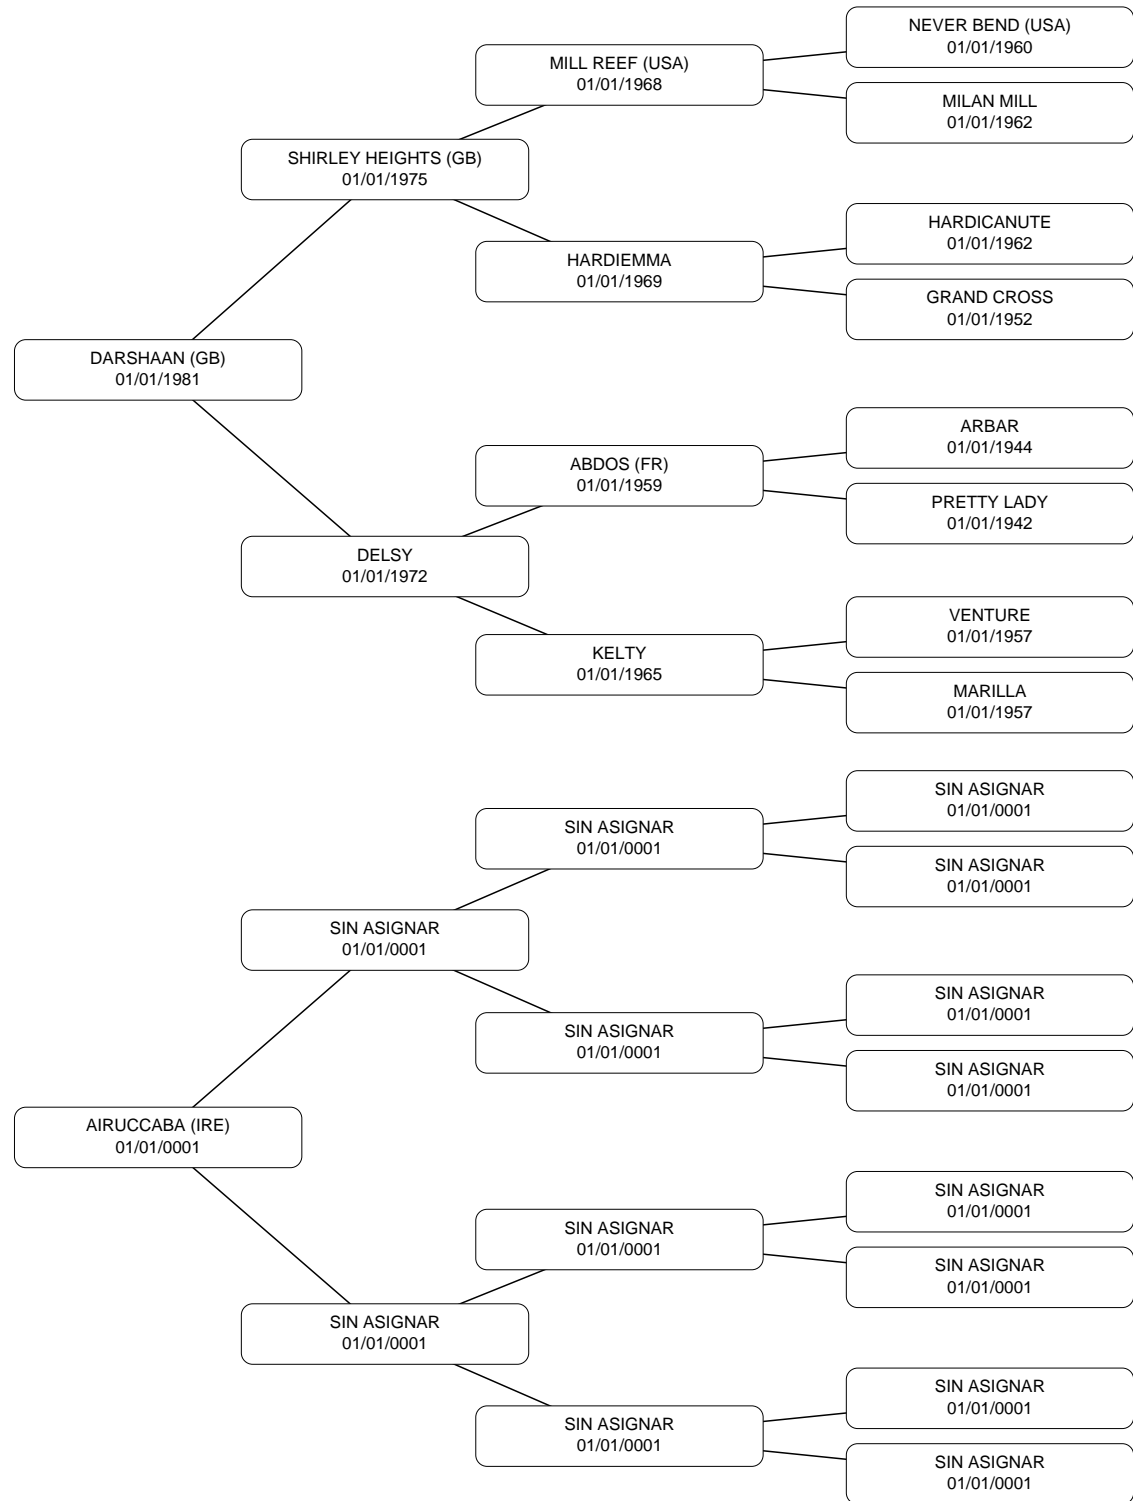 NEVER BEND (USA)
01/01/1960
MILL REEF (USA)
01/01/1968
MILAN MILL
01/01/1962
SHIRLEY HEIGHTS (GB)
01/01/1975
HARDICANUTE
01/01/1962
HARDIEMMA
01/01/1969
GRAND CROSS
01/01/1952
DARSHAAN (GB)
01/01/1981
ARBAR
01/01/1944
ABDOS (FR)
01/01/1959
PRETTY LADY
01/01/1942
DELSY
01/01/1972
VENTURE
01/01/1957
KELTY
01/01/1965
MARILLA
01/01/1957
SIN ASIGNAR
01/01/0001
SIN ASIGNAR
01/01/0001
SIN ASIGNAR
01/01/0001
SIN ASIGNAR
01/01/0001
SIN ASIGNAR
01/01/0001
SIN ASIGNAR
01/01/0001
SIN ASIGNAR
01/01/0001
AIRUCCABA (IRE)
01/01/0001
SIN ASIGNAR
01/01/0001
SIN ASIGNAR
01/01/0001
SIN ASIGNAR
01/01/0001
SIN ASIGNAR
01/01/0001
SIN ASIGNAR
01/01/0001
SIN ASIGNAR
01/01/0001
SIN ASIGNAR
01/01/0001